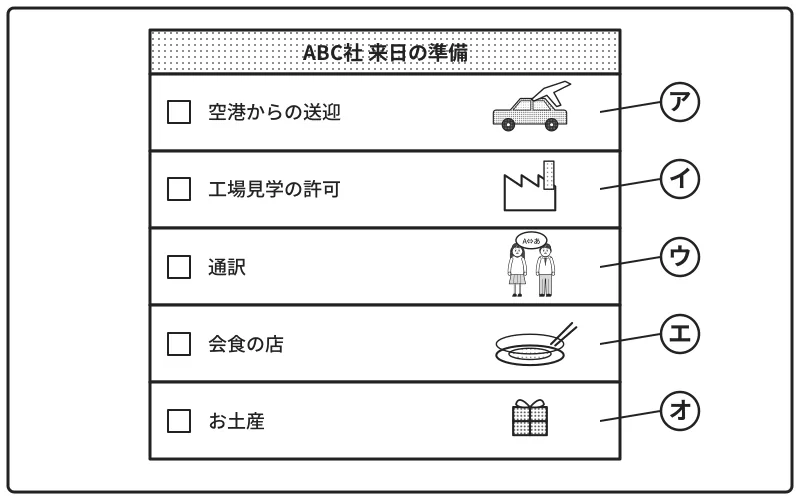 ABC社 来日の準備
空港からの送迎
ア
工場見学の許可
イ
A⇔あ
通訳
ウ
会食の店
エ
お土産
オ